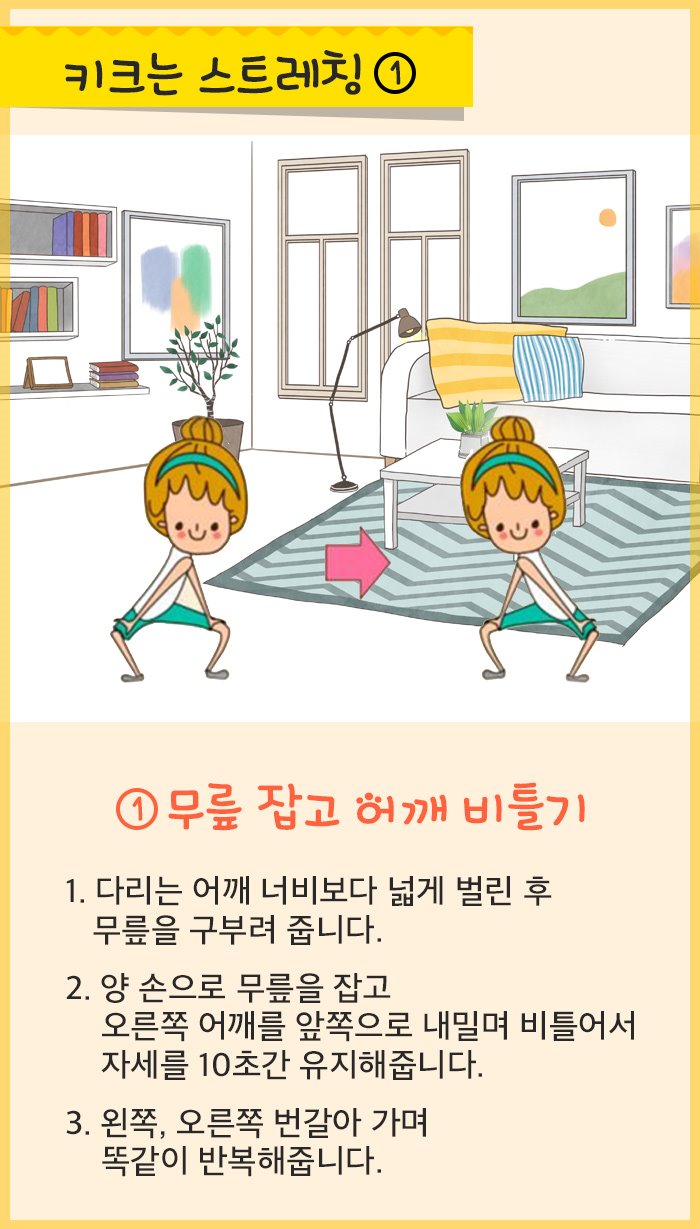 키크는 스트레칭 ①
① 무릎 잡고 어깨 비틀기
1. 다리는 어깨 너비보다 넓게 벌린 후
무릎을 구부려 줍니다.
2. 양 손으로 무릎을 잡고
오른쪽 어깨를 앞쪽으로 내밀며 비틀어서
자세를 10초간 유지해줍니다.
3. 왼쪽, 오른쪽 번갈아 가며
똑같이 반복해줍니다.